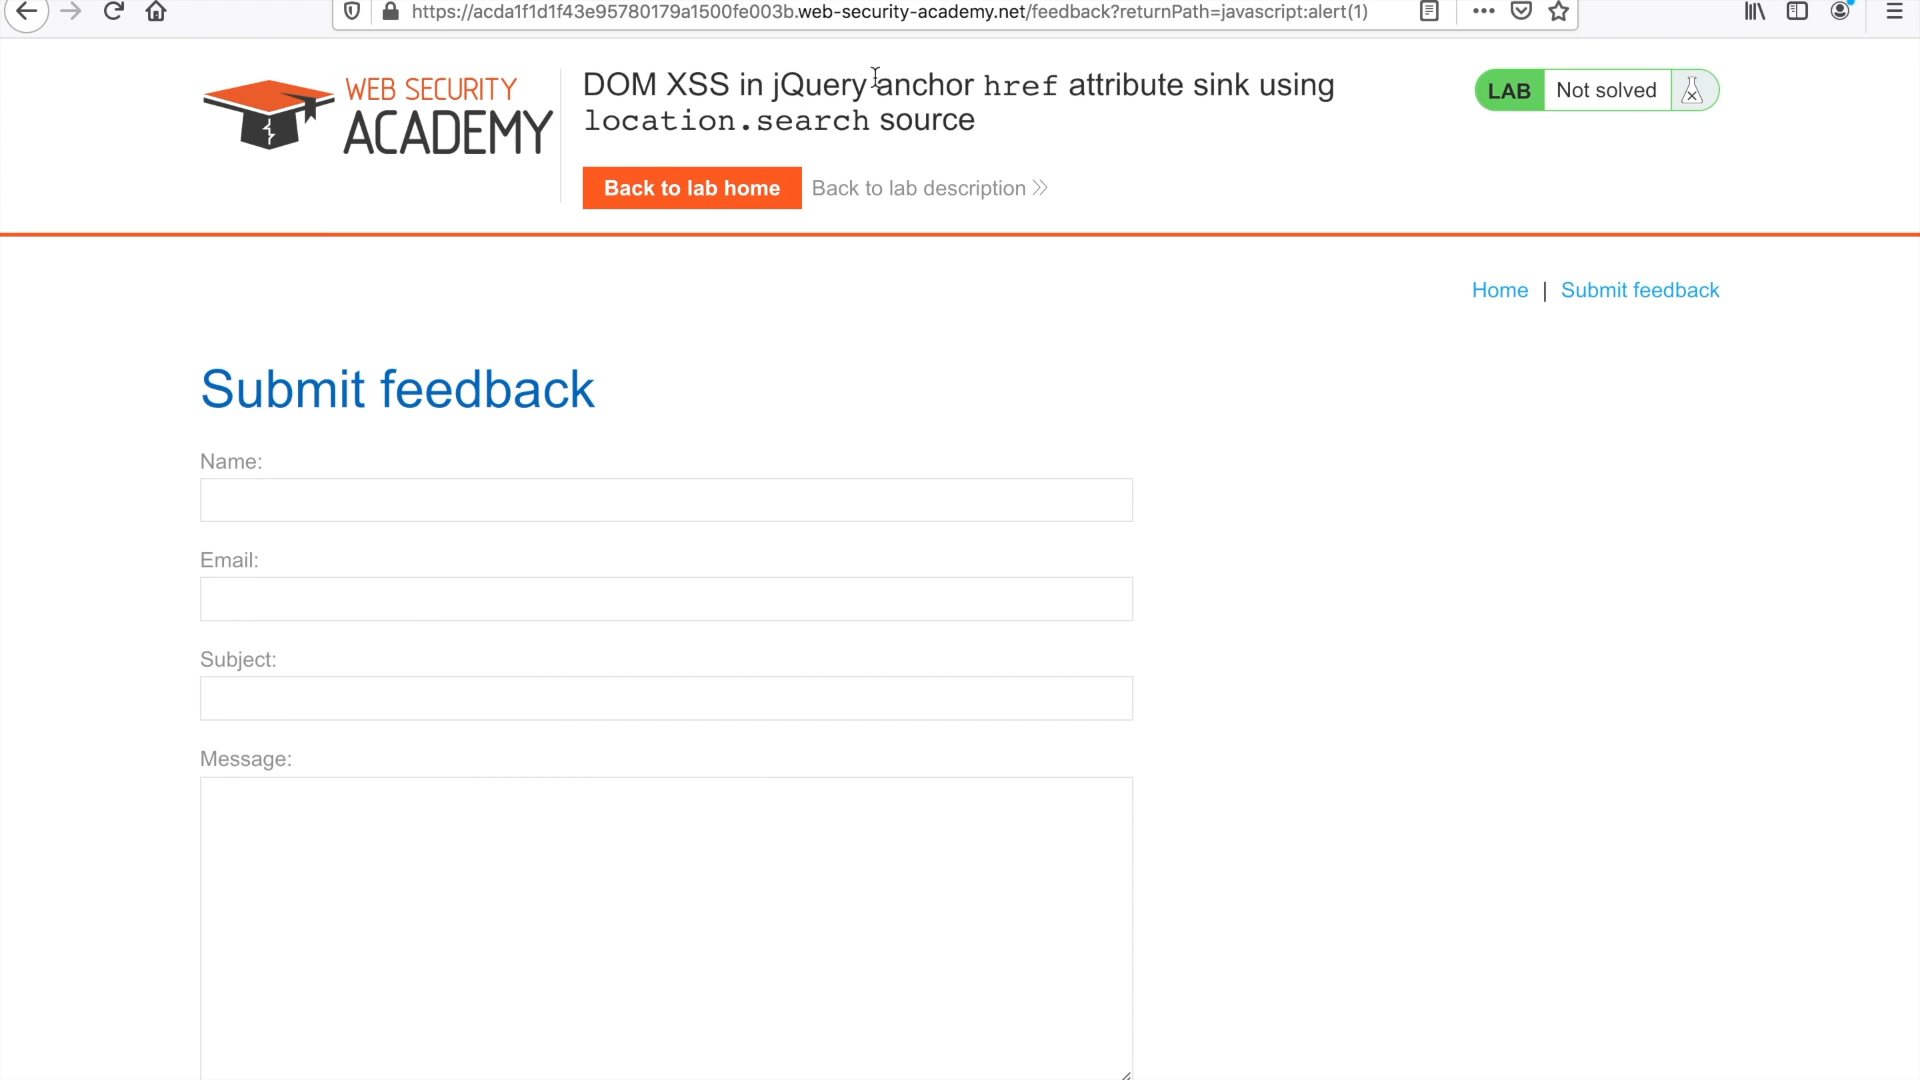 https://acda1f1d1f43e95780179a1500fe003b.web-security-academy.net/feedback?returnPath=javascript:alert(1)
WEB SECURITY
ACADEMY
DOM XSS in jQuery anchor href attribute sink using
location.search source
LAB Not solved
Back to lab home Back to lab description
Home | Submit feedback
Submit feedback
Name:
Email:
Subject:
Message: